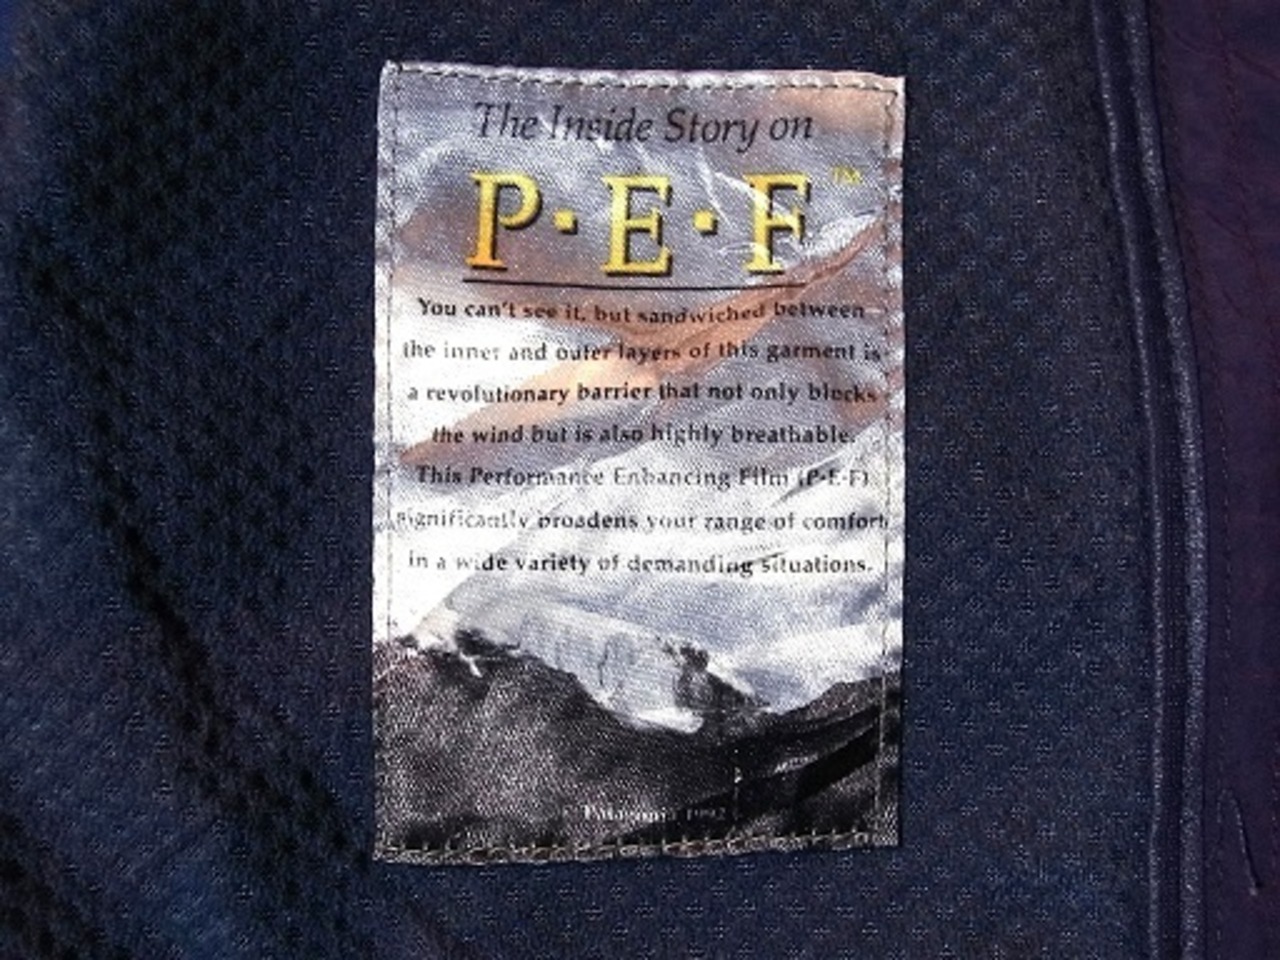 The Inside Story on
P·E·F™
You can't see it, but sandwiched between
the inner and outer layers of this garment is
a revolutionary barrier that not only blocks
the wind but is also highly breathable.
This Performance Enhancing Film (P·E·F)
significantly broadens your range of comfort
in a wide variety of demanding situations.
Patagonia 1992